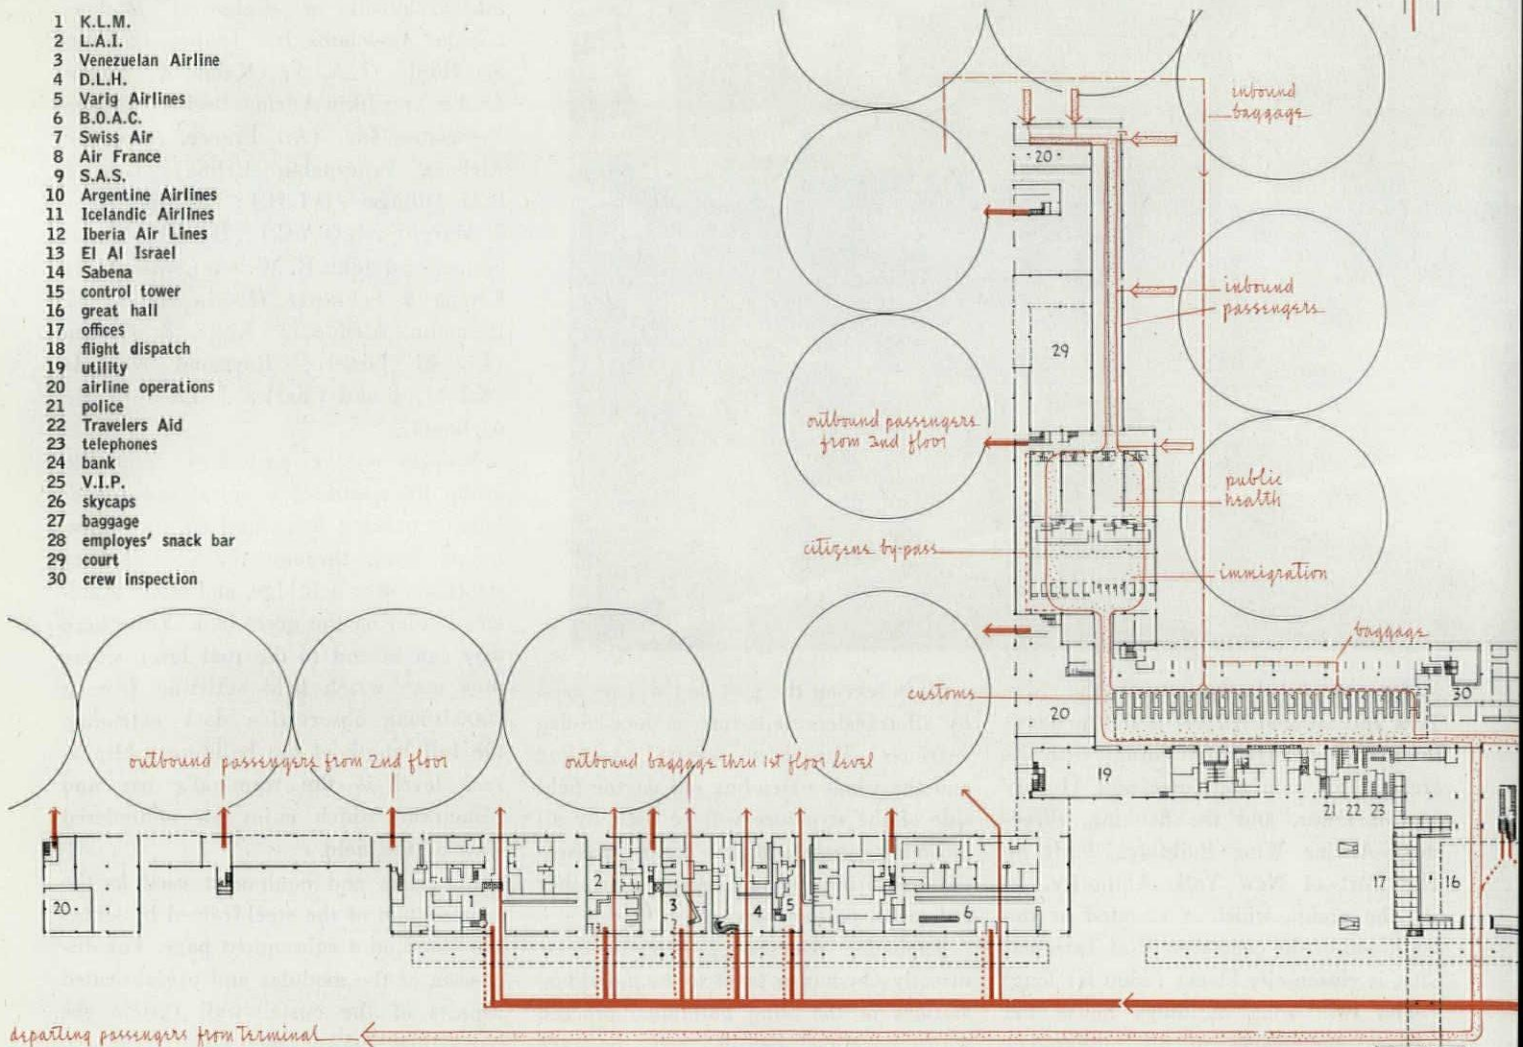 1 K.L.M.
2 L.A.I.
3 Venezuelan Airline
4 D.L.H.
5 Varig Airlines
6 B.O.A.C.
7 Swiss Air
8 Air France
9 S.A.S.
10 Argentine Airlines
11 Icelandic Airlines
12 Iberia Air Lines
13 El Al Israel
14 Sabena
15 control tower
16 great hall
17 offices
18 flight dispatch
19 utility
20 airline operations
21 police
22 Travelers Aid
23 telephones
24 bank
25 V.I.P.
26 skycaps
27 baggage
28 employes' snack bar
29 court
30 crew inspection
inbound
baggage
20
inbound
passengers
29
outbound passengers
from 2nd floor
public
health
citizens by-pass
immigration
baggage
customs
20
30
outbound passengers from 2nd floor
outbound baggage thru 1st floor level
19
21 22 23
20
1
2
3
4
5
6
17
16
departing passengers from terminal